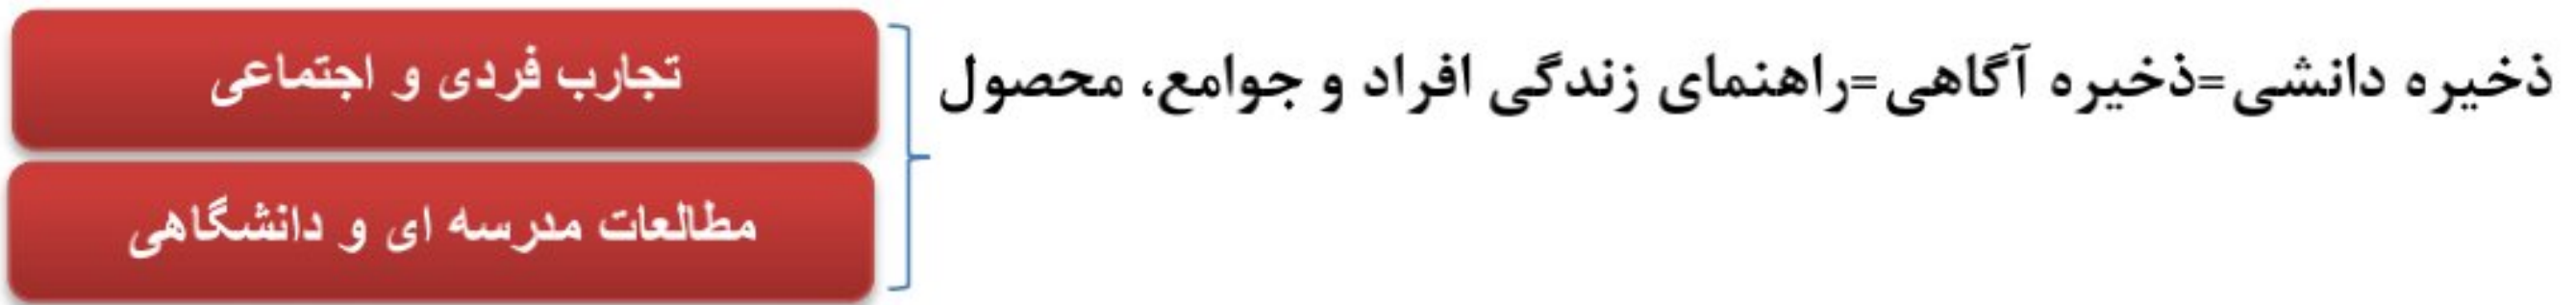 ذخیره دانشی=ذخیره آگاهی=راهنمای زندگی افراد و جوامع، محصول
تجارب فردی و اجتماعی
مطالعات مدرسه ای و دانشگاهی